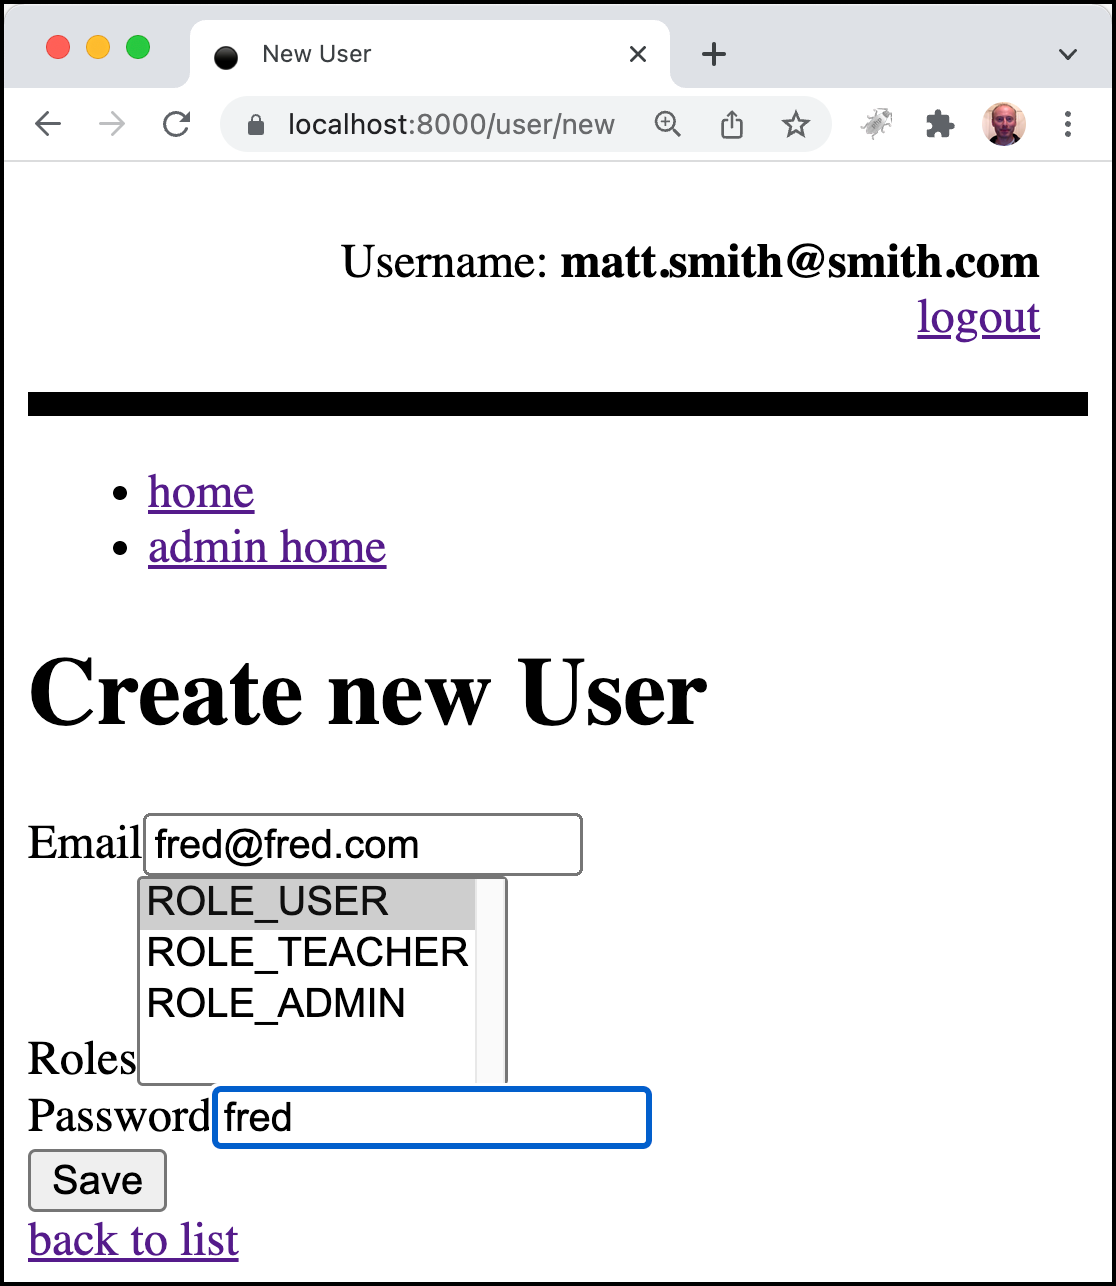 New User
localhost:8000/user/new
Username: matt.smith@smith.com
logout
home
admin home
Create new User
Email fred@fred.com
ROLE_USER
ROLE_TEACHER
ROLE_ADMIN
Roles
Password fred
Save
back to list